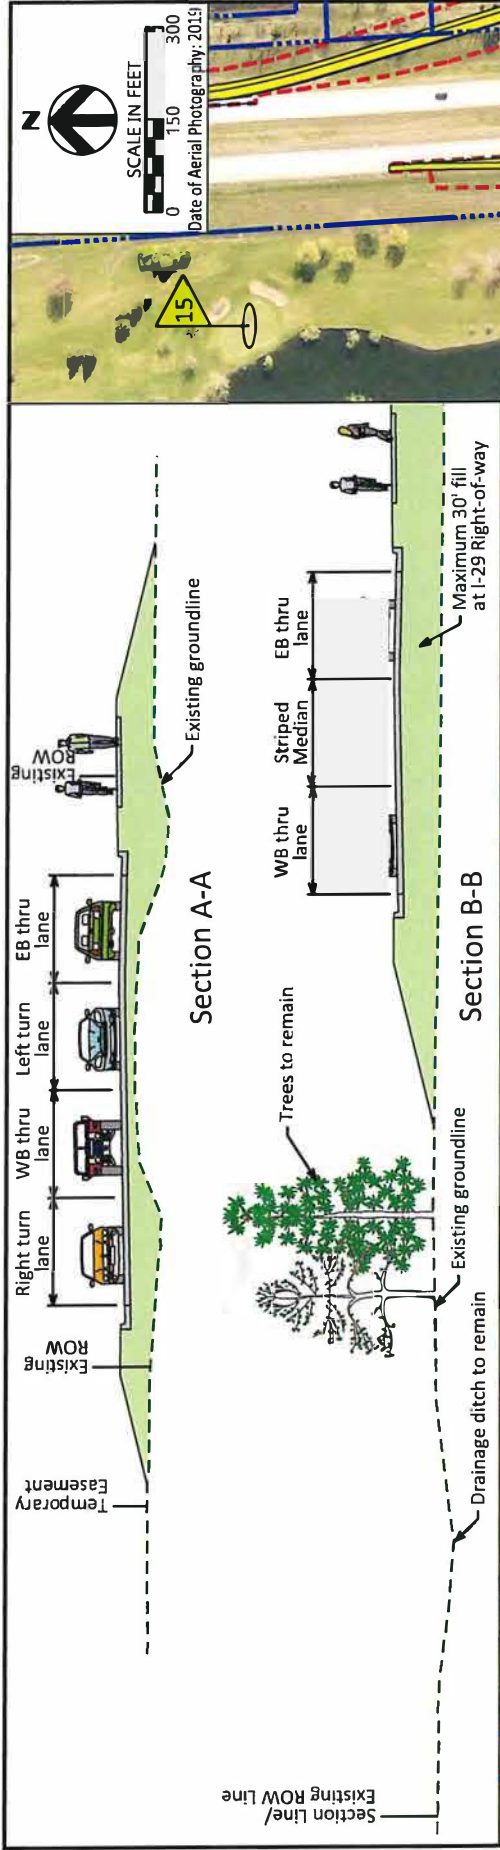 Right turn
lane
WB thru
lane
Left turn
lane
EB thru
lane
Temporary
Easement
Existing
ROW
Existing
ROW
Existing groundline
Section A-A
Section Line/
Existing ROW Line
Drainage ditch to remain
Existing groundline
Trees to remain
WB thru
lane
Striped
Median
EB thru
lane
Maximum 30' fill
at I-29 Right-of-way
Section B-B
15
N
SCALE IN FEET
0 150 300
Date of Aerial Photography: 2019